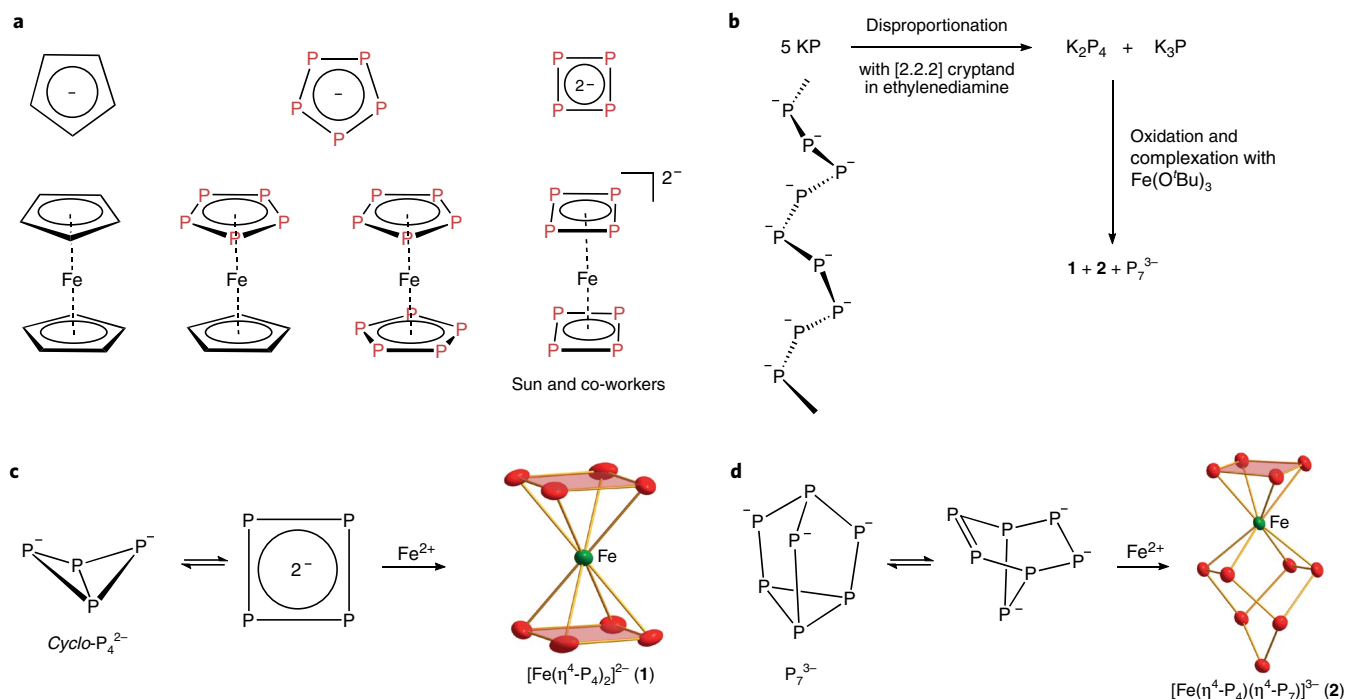 a
−
P P
P P
P
−
P P
P P
2−
P P
P P
P
Fe
Fe
P P
P P
P
Fe
P
P P
P P
2−
P P
P P
Fe
P P
P P
Sun and co-workers
b
5 KP
Disproportionation
with [2.2.2] cryptand
in ethylenediamine
K₂P₄ + K₃P
−P
P−
P−
−P
−P
P−
P−
−P
−P
Oxidation and
complexation with
Fe(OᵗBu)₃
1 + 2 + P₇³⁻
c
P− P−
P
P
Cyclo-P₄²⁻
P P
2−
P P
Fe²⁺
Fe
[Fe(η⁴-P₄)₂]²⁻ (1)
d
P
−P P−
P−
P P
P
P₇³⁻
P P P−
P P P−
P−
Fe²⁺
Fe
[Fe(η⁴-P₄)(η⁴-P₇)]³⁻ (2)